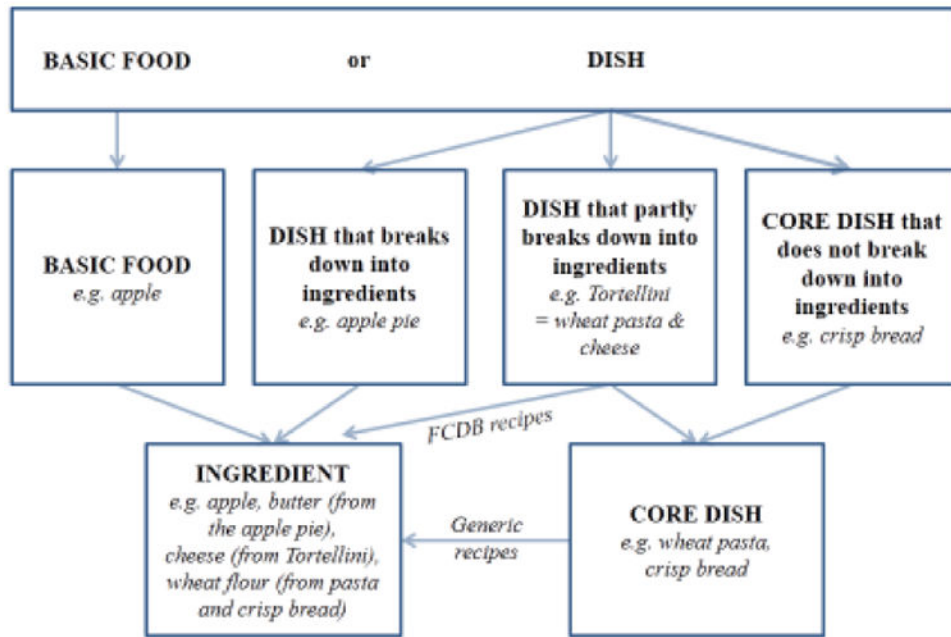 BASIC FOOD or DISH
BASIC FOOD
e.g. apple
DISH that breaks
down into
ingredients
e.g. apple pie
DISH that partly
breaks down into
ingredients
e.g. Tortellini
= wheat pasta &
cheese
CORE DISH that
does not break
down into
ingredients
e.g. crisp bread
FCDB recipes
INGREDIENT
e.g. apple, butter (from
the apple pie),
cheese (from Tortellini),
wheat flour (from pasta
and crisp bread)
Generic
recipes
CORE DISH
e.g. wheat pasta,
crisp bread